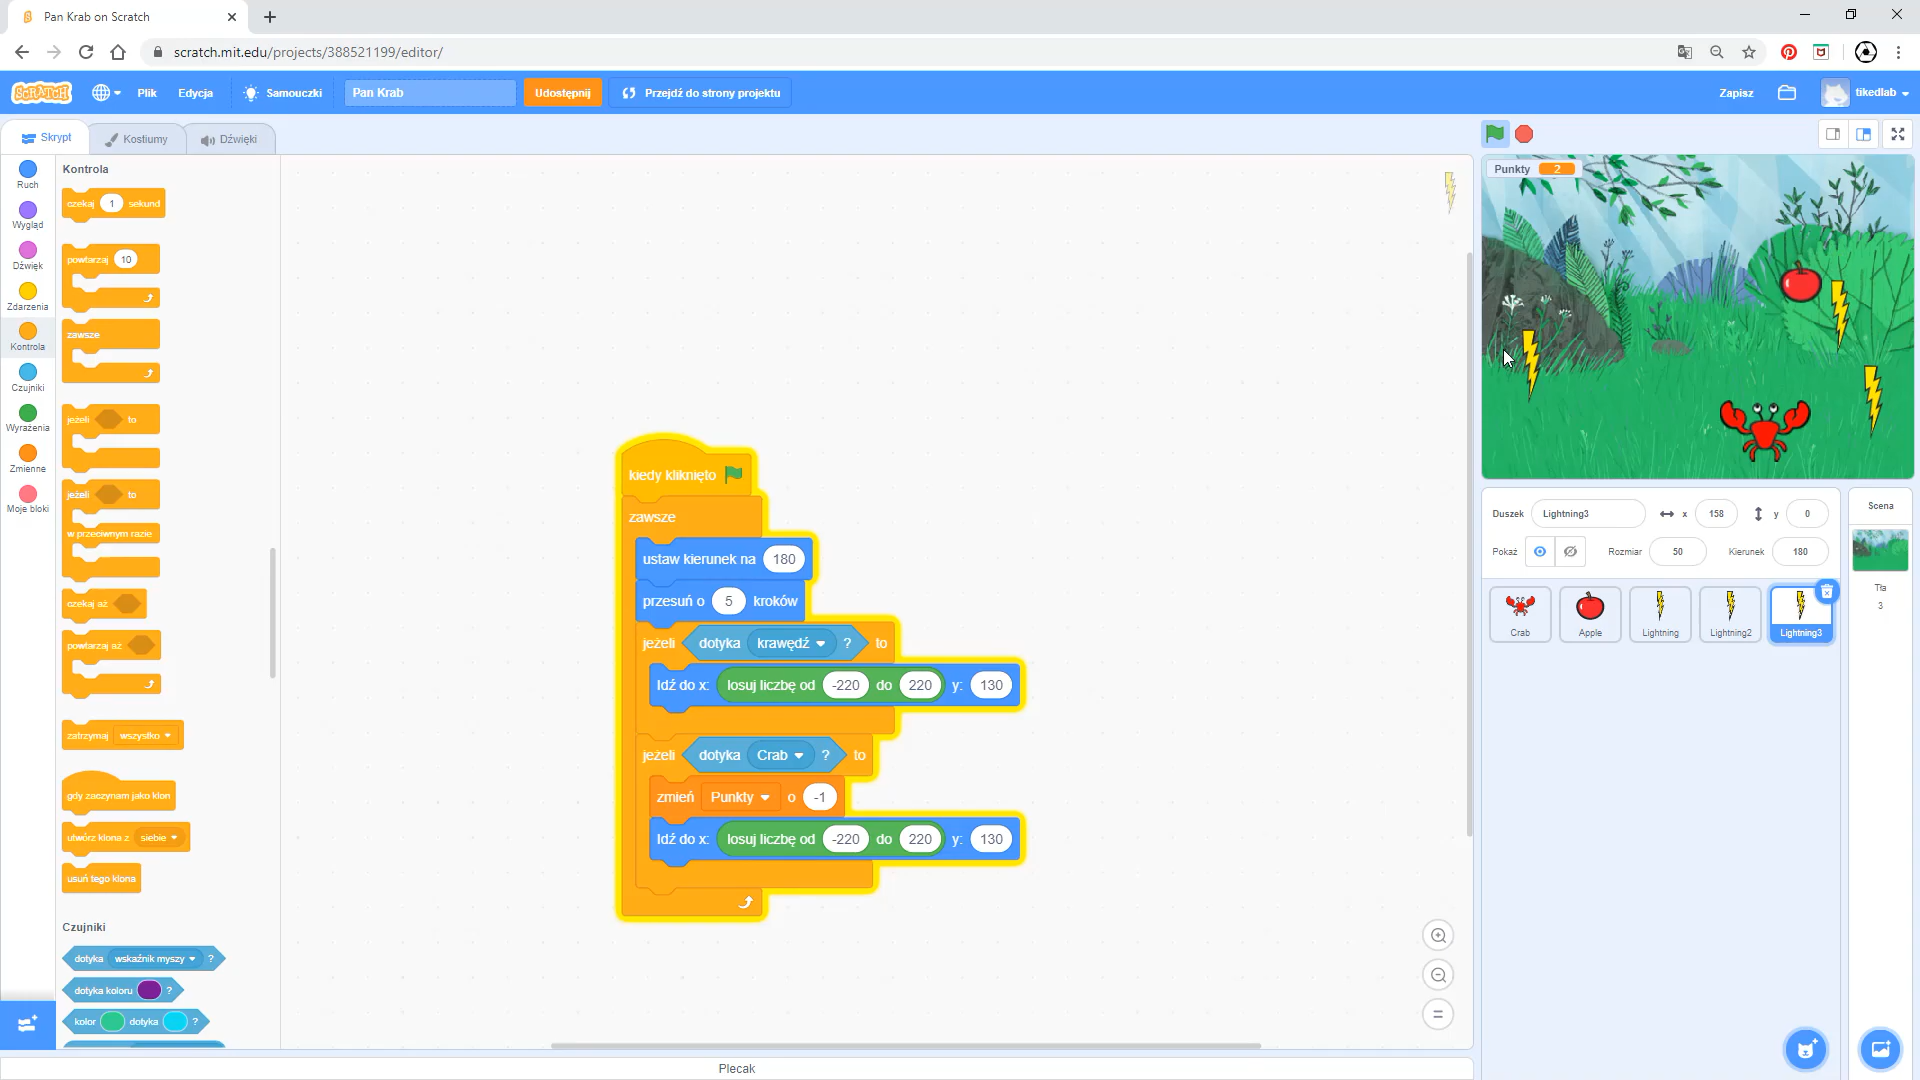 Pan Krab on Scratch
scratch.mit.edu/projects/388521199/editor/
SCRATCH
Plik
Edycja
Samouczki
Pan Krab
Udostępnij
Przejdź do strony projektu
Zapisz
tikedlab
Skrypt
Kostiumy
Dźwięki
Ruch
Wygląd
Dźwięk
Zdarzenia
Kontrola
Czujniki
Wyrażenia
Zmienne
Moje bloki
Kontrola
czekaj 1 sekund
powtarzaj 10
zawsze
jeżeli to
jeżeli to
w przeciwnym razie
czekaj aż
powtarzaj aż
zatrzymaj wszystko
gdy zaczynam jako klon
utwórz klona z siebie
usuń tego klona
Czujniki
dotyka wskaźnik myszy ?
dotyka koloru ?
kolor dotyka ?
kiedy kliknięto
zawsze
ustaw kierunek na 180
przesuń o 5 kroków
jeżeli dotyka krawędź ? to
Idź do x: losuj liczbę od -220 do 220 y: 130
jeżeli dotyka Crab ? to
zmień Punkty o -1
Idź do x: losuj liczbę od -220 do 220 y: 130
Punkty 2
Duszek Lightning3 x 158 y 0
Pokaż Rozmiar 50 Kierunek 180
Crab
Apple
Lightning
Lightning2
Lightning3
Scena
Tła
3
Plecak